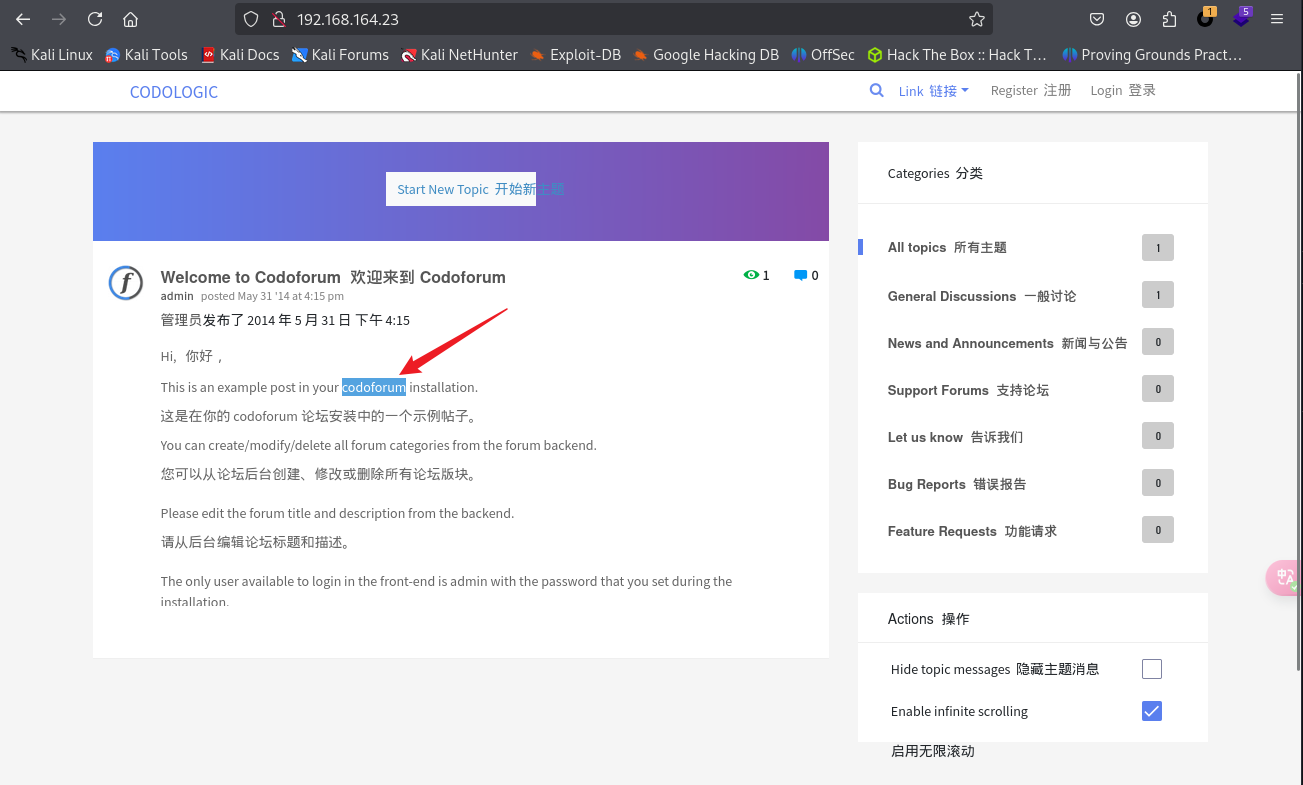 192.168.164.23
1
5
Kali Linux Kali Tools Kali Docs Kali Forums Kali NetHunter Exploit-DB Google Hacking DB OffSec Hack The Box :: Hack T… Proving Grounds Pract…
CODOLOGIC
Link 链接 Register 注册 Login 登录
Start New Topic 开始新主题
Welcome to Codoforum 欢迎来到 Codoforum
1 0
admin posted May 31 '14 at 4:15 pm
管理员发布了 2014 年 5 月 31 日 下午 4:15
Hi, 你好，
This is an example post in your codoforum installation.
这是在你的 codoforum 论坛安装中的一个示例帖子。
You can create/modify/delete all forum categories from the forum backend.
您可以从论坛后台创建、修改或删除所有论坛版块。
Please edit the forum title and description from the backend.
请从后台编辑论坛标题和描述。
The only user available to login in the front-end is admin with the password that you set during the
installation.
Categories 分类
All topics 所有主题 1
General Discussions 一般讨论 1
News and Announcements 新闻与公告 0
Support Forums 支持论坛 0
Let us know 告诉我们 0
Bug Reports 错误报告 0
Feature Requests 功能请求 0
Actions 操作
Hide topic messages 隐藏主题消息
Enable infinite scrolling
启用无限滚动
中 A